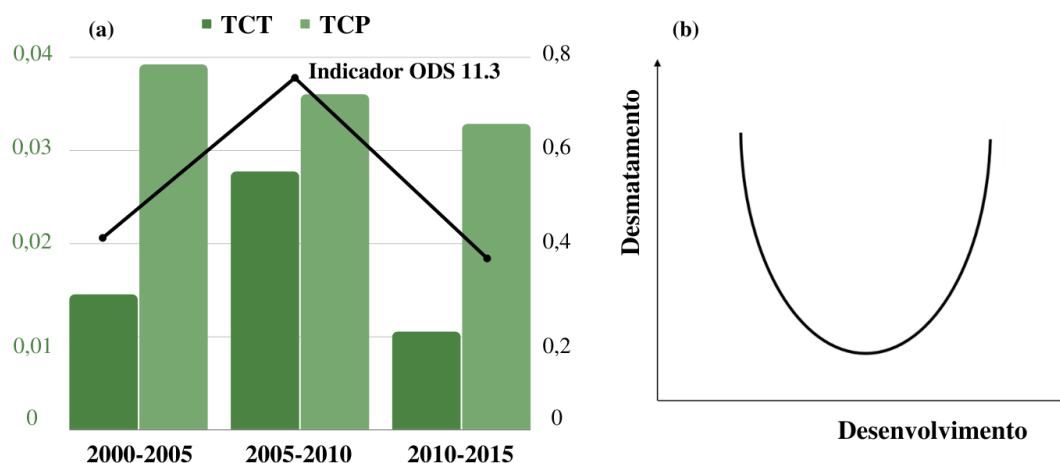 (a)
TCT TCP
(b)
0,04
0,03
0,02
0,01
0
Indicador ODS 11.3
0,8
0,6
0,4
0,2
0
2000-2005 2005-2010 2010-2015
Desmatamento
Desenvolvimento